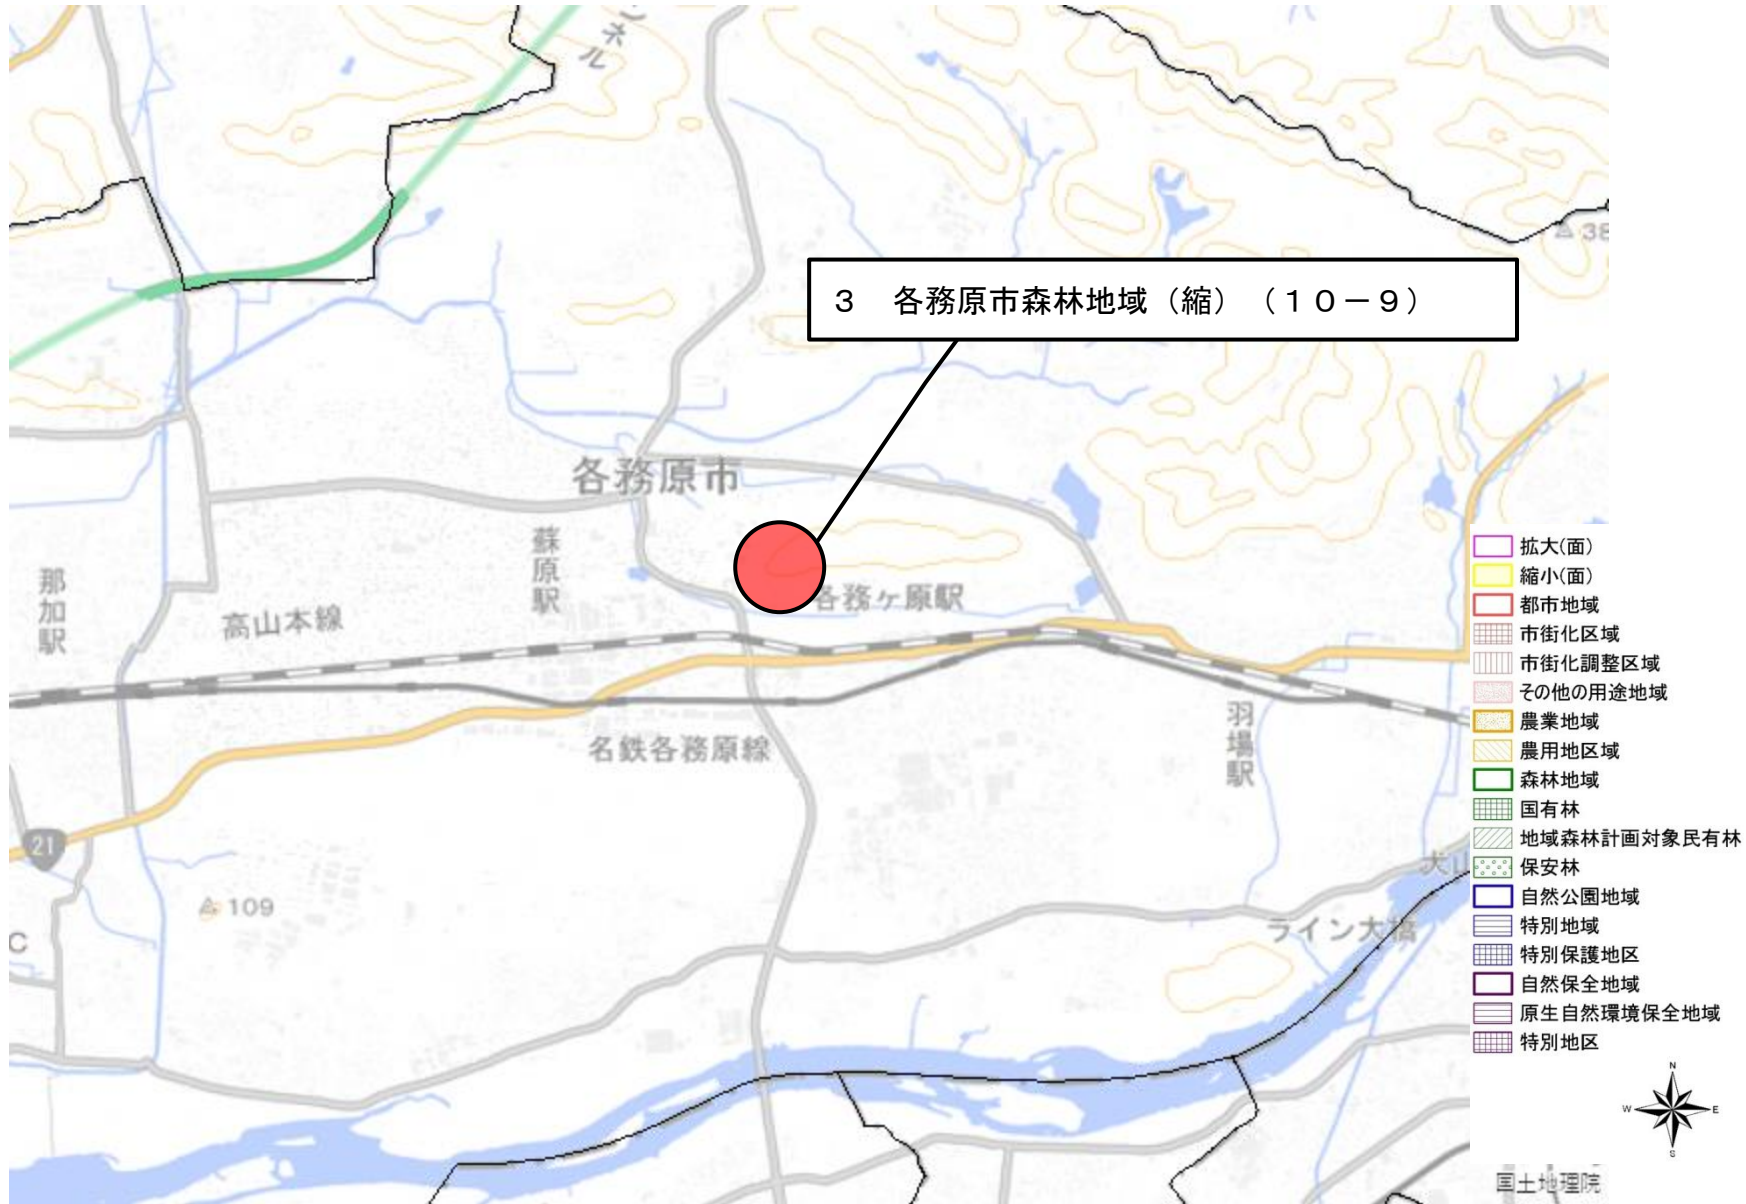 ンネル
38
3 各務原市森林地域（縮）（１０－９）
各務原市
蘇原駅
那加駅
高山本線
各務ヶ原駅
名鉄各務原線
羽場駅
21
109
C
犬山
ライン大橋
拡大(面)
縮小(面)
都市地域
市街化区域
市街化調整区域
その他の用途地域
農業地域
農用地区域
森林地域
国有林
地域森林計画対象民有林
保安林
自然公園地域
特別地域
特別保護地区
自然保全地域
原生自然環境保全地域
特別地区
N
W
E
S
国土地理院